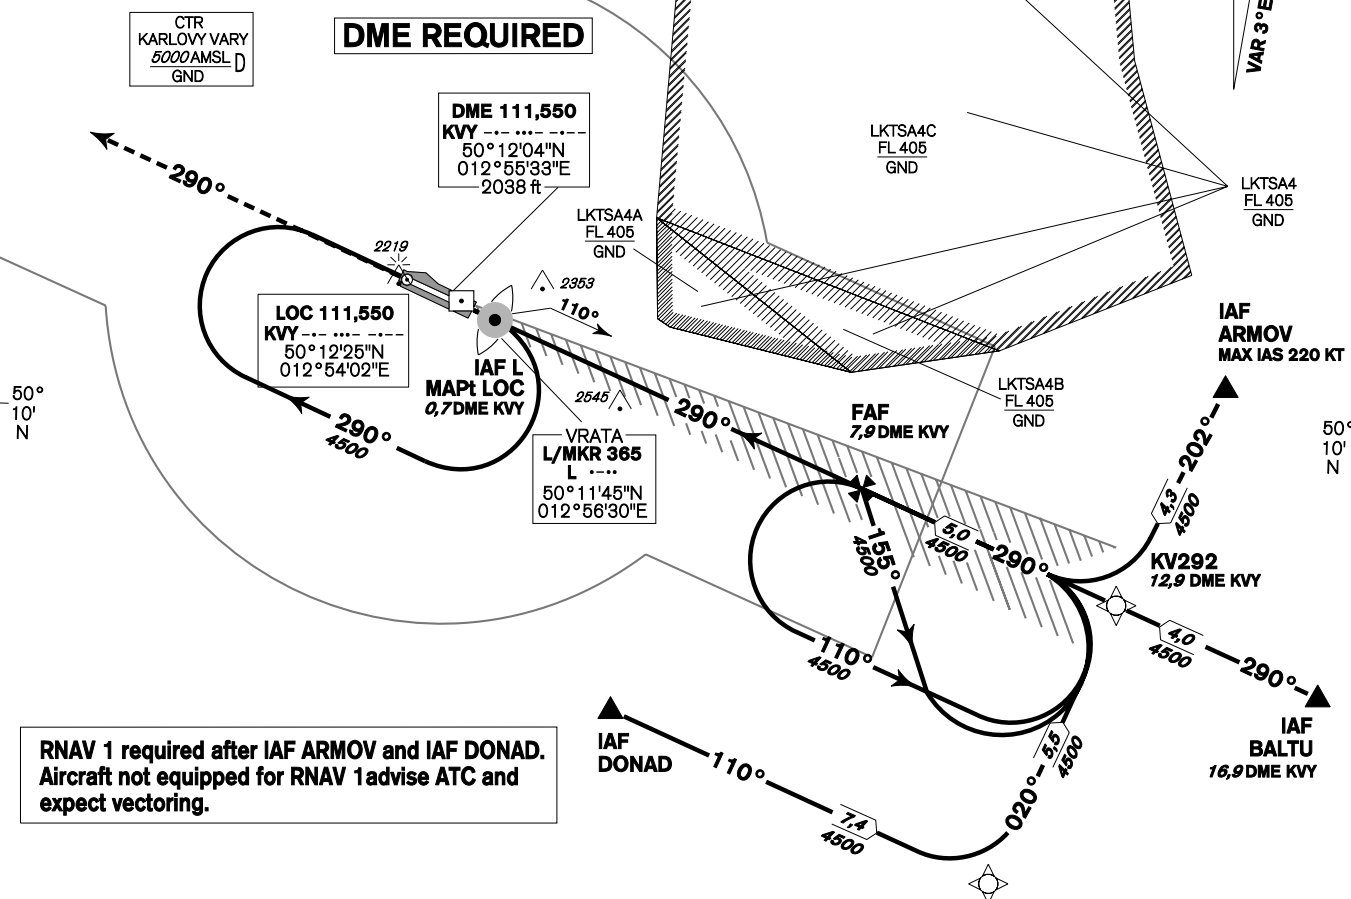 CTR
KARLOVY VARY
5000 AMSL D
GND
DME REQUIRED
VAR 3°E
DME 111,550
KVY –·– ···– –·––
50°12'04"N
012°55'33"E
2038 ft
LKTSA4C
FL 405
GND
LKTSA4
FL 405
GND
LKTSA4A
FL 405
GND
290°
2219
2353
110°
LOC 111,550
KVY –·– ···– –·––
50°12'25"N
012°54'02"E
IAF L
MAPt LOC
0,7 DME KVY
IAF
ARMOV
MAX IAS 220 KT
50°
10'
N
LKTSA4B
FL 405
GND
2545
290°
FAF
7,9 DME KVY
50°
10'
N
290°
4500
VRATA
L/MKR 365
L ·–··
50°11'45"N
012°56'30"E
202°
4,3
4500
5,0
4500
290°
155°
4500
KV292
12,9 DME KVY
4,0
4500
290°
110°
4500
IAF
BALTU
16,9 DME KVY
IAF
DONAD
110°
7,4
4500
020°
5,5
4500
RNAV 1 required after IAF ARMOV and IAF DONAD.
Aircraft not equipped for RNAV 1advise ATC and
expect vectoring.